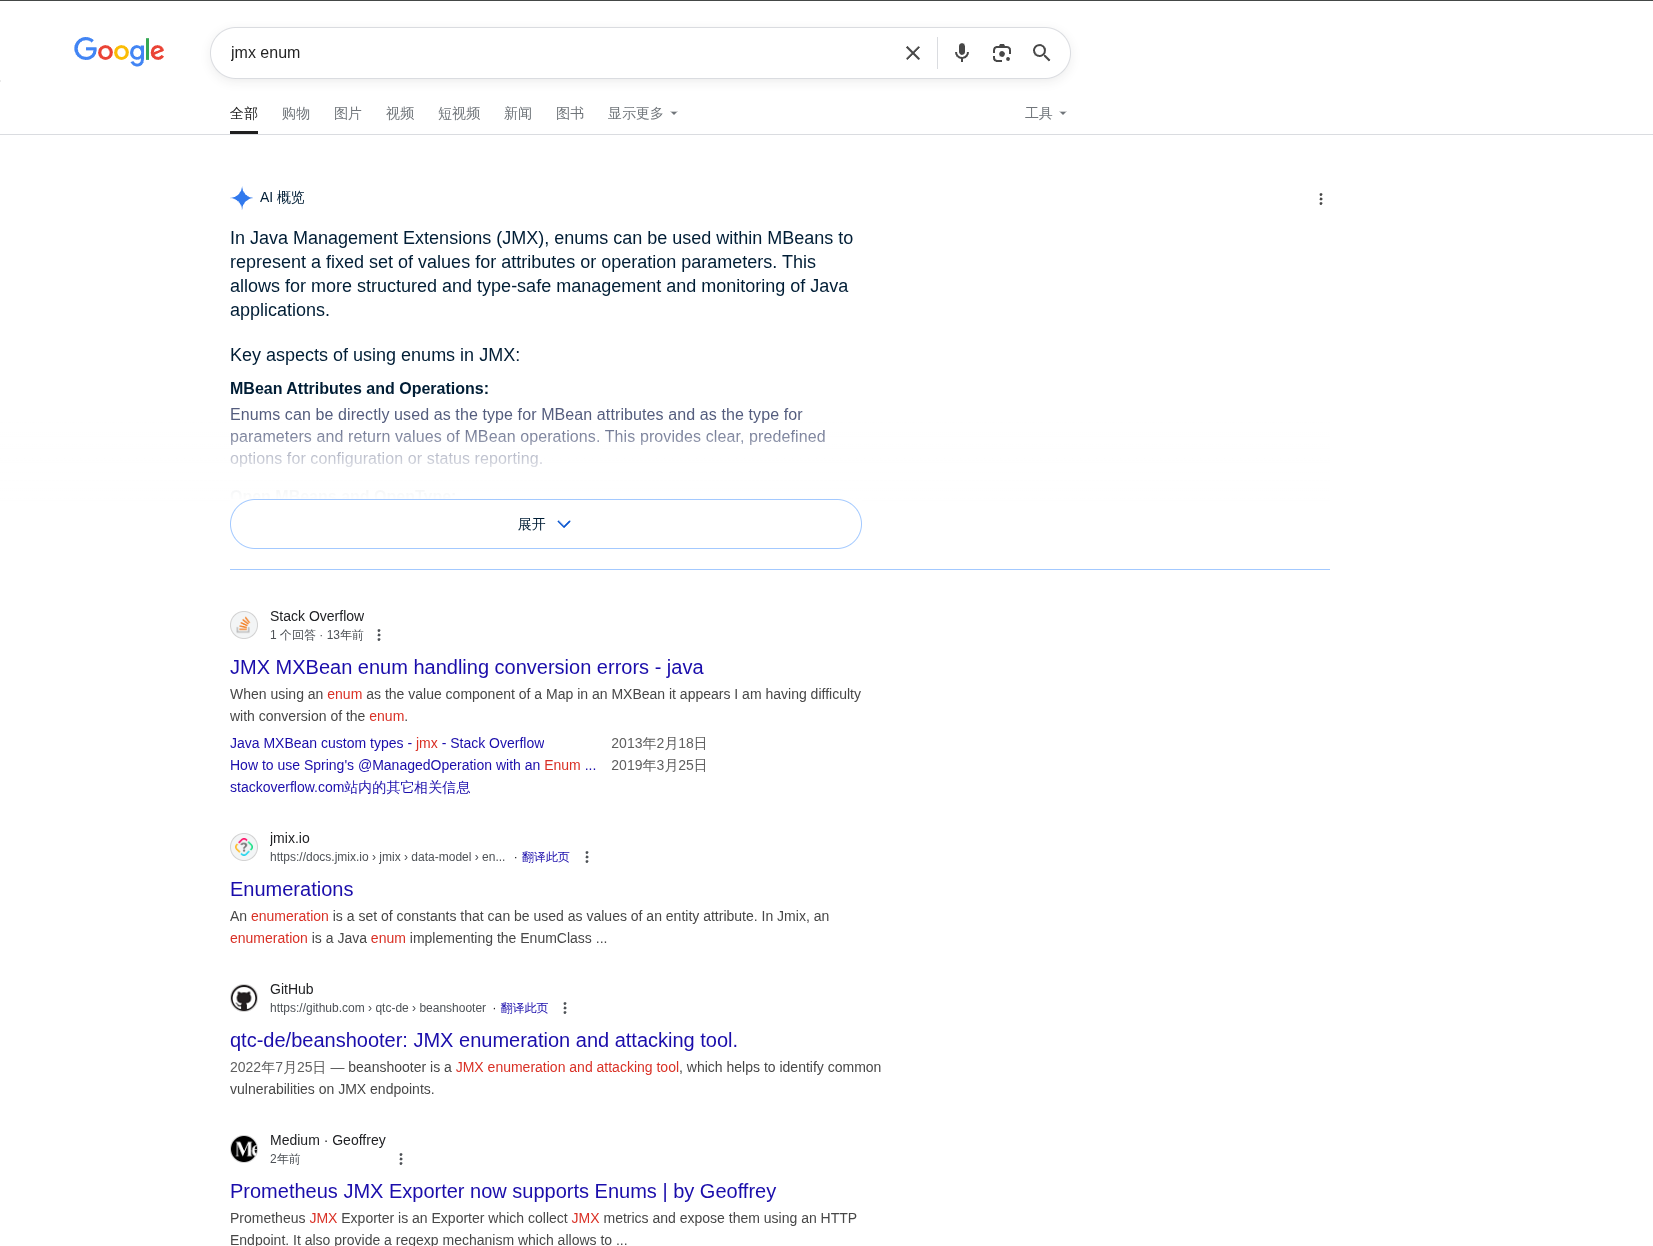 Google
jmx enum
全部 购物 图片 视频 短视频 新闻 图书 显示更多 工具
AI 概览
In Java Management Extensions (JMX), enums can be used within MBeans to
represent a fixed set of values for attributes or operation parameters. This
allows for more structured and type-safe management and monitoring of Java
applications.
Key aspects of using enums in JMX:
MBean Attributes and Operations:
Enums can be directly used as the type for MBean attributes and as the type for
parameters and return values of MBean operations. This provides clear, predefined
options for configuration or status reporting.
展开
Stack Overflow
1 个回答 · 13年前
JMX MXBean enum handling conversion errors - java
When using an enum as the value component of a Map in an MXBean it appears I am having difficulty
with conversion of the enum.
Java MXBean custom types - jmx - Stack Overflow 2013年2月18日
How to use Spring's @ManagedOperation with an Enum ... 2019年3月25日
stackoverflow.com站内的其它相关信息
jmix.io
https://docs.jmix.io › jmix › data-model › en... · 翻译此页
Enumerations
An enumeration is a set of constants that can be used as values of an entity attribute. In Jmix, an
enumeration is a Java enum implementing the EnumClass ...
GitHub
https://github.com › qtc-de › beanshooter · 翻译此页
qtc-de/beanshooter: JMX enumeration and attacking tool.
2022年7月25日 — beanshooter is a JMX enumeration and attacking tool, which helps to identify common
vulnerabilities on JMX endpoints.
Medium · Geoffrey
2年前
Prometheus JMX Exporter now supports Enums | by Geoffrey
Prometheus JMX Exporter is an Exporter which collect JMX metrics and expose them using an HTTP
Endpoint. It also provide a regexp mechanism which allows to ...